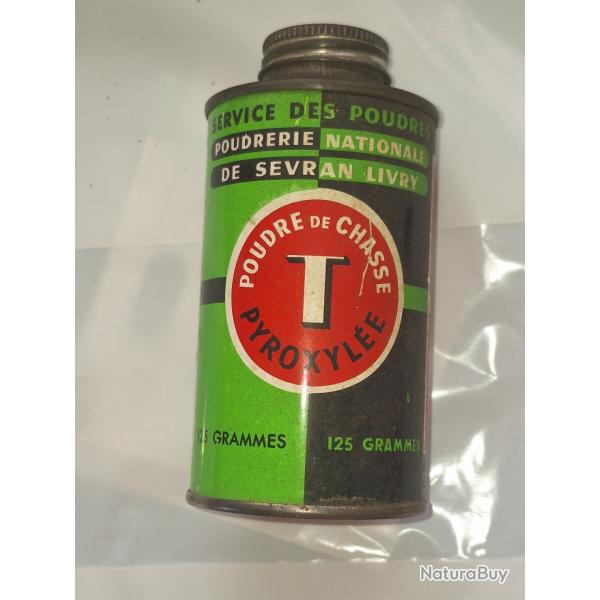 SERVICE DES POUDRES
POUDRERIE NATIONALE
DE SEVRAN LIVRY
POUDRE DE CHASSE
T
PYROXYLÉE
125 GRAMMES
125 GRAMMES
NaturaBuy